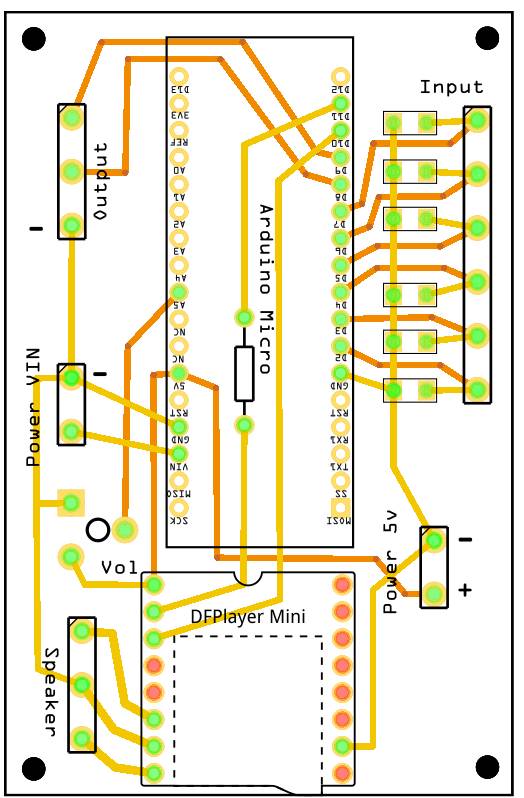 Input
Output
-
D13
3V3
REF
A0
A1
A2
A3
A4
A5
NC
NC
5V
RST
GND
VIN
MISO
SCK
D12
D11
D10
D9
D8
D7
D6
D5
D4
D3
D2
GND
RST
RX1
TX1
SS
MOSI
Arduino Micro
Power VIN
-
Vol
Power 5v
-
+
DFPlayer Mini
Speaker